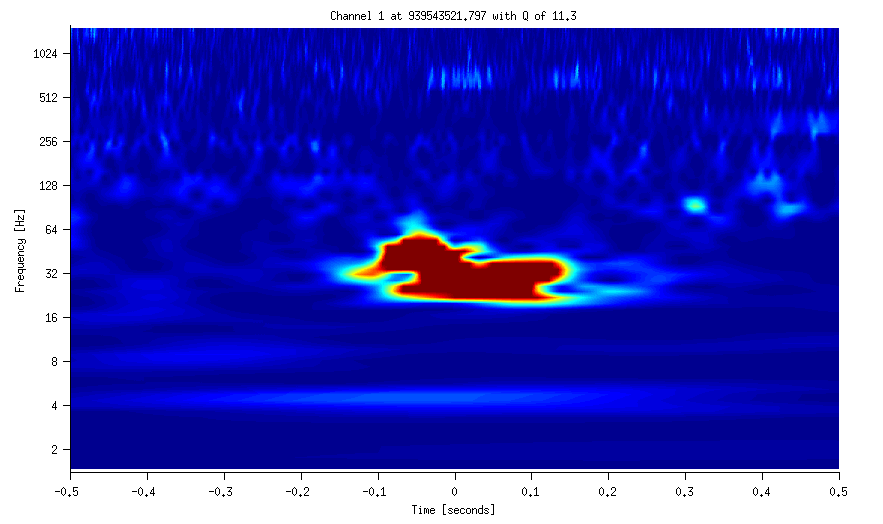 Channel 1 at 939543521.797 with Q of 11.3
Frequency [Hz]
1024
512
256
128
64
32
16
8
4
2
-0.5 -0.4 -0.3 -0.2 -0.1 0 0.1 0.2 0.3 0.4 0.5
Time [seconds]